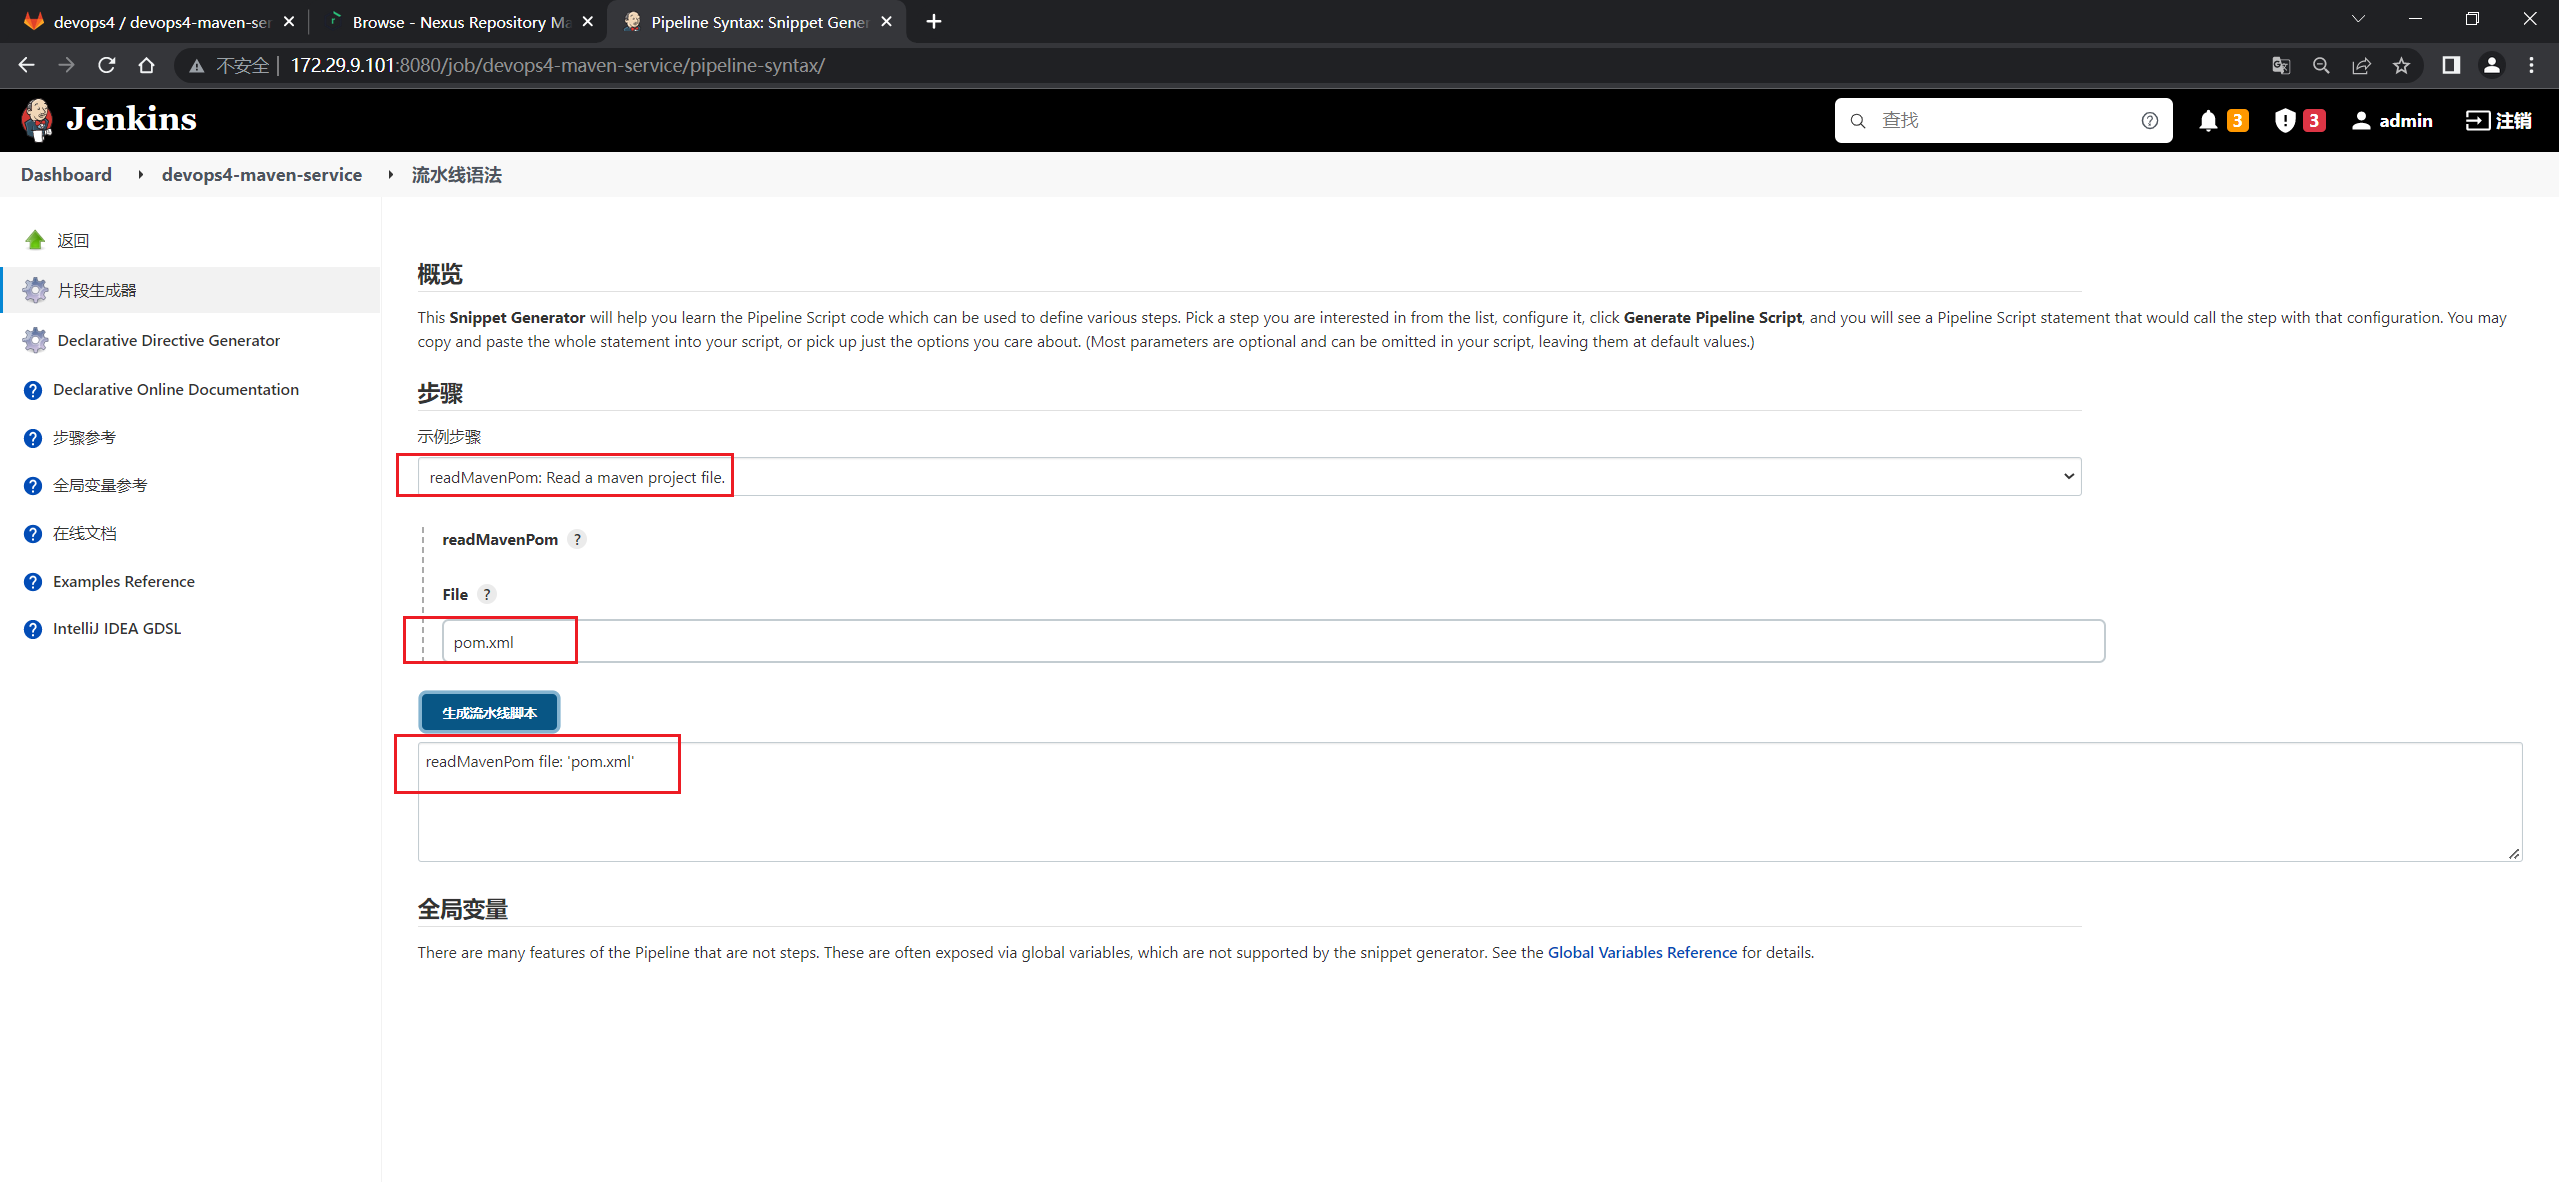 devops4 / devops4-maven-ser
Browse - Nexus Repository Ma
Pipeline Syntax: Snippet Gener
不安全 | 172.29.9.101:8080/job/devops4-maven-service/pipeline-syntax/
Jenkins
查找
3
3
admin
注销
Dashboard
devops4-maven-service
流水线语法
返回
片段生成器
Declarative Directive Generator
Declarative Online Documentation
步骤参考
全局变量参考
在线文档
Examples Reference
IntelliJ IDEA GDSL
概览
This Snippet Generator will help you learn the Pipeline Script code which can be used to define various steps. Pick a step you are interested in from the list, configure it, click Generate Pipeline Script, and you will see a Pipeline Script statement that would call the step with that configuration. You may
copy and paste the whole statement into your script, or pick up just the options you care about. (Most parameters are optional and can be omitted in your script, leaving them at default values.)
步骤
示例步骤
readMavenPom: Read a maven project file.
readMavenPom ?
File ?
pom.xml
生成流水线脚本
readMavenPom file: 'pom.xml'
全局变量
There are many features of the Pipeline that are not steps. These are often exposed via global variables, which are not supported by the snippet generator. See the Global Variables Reference for details.